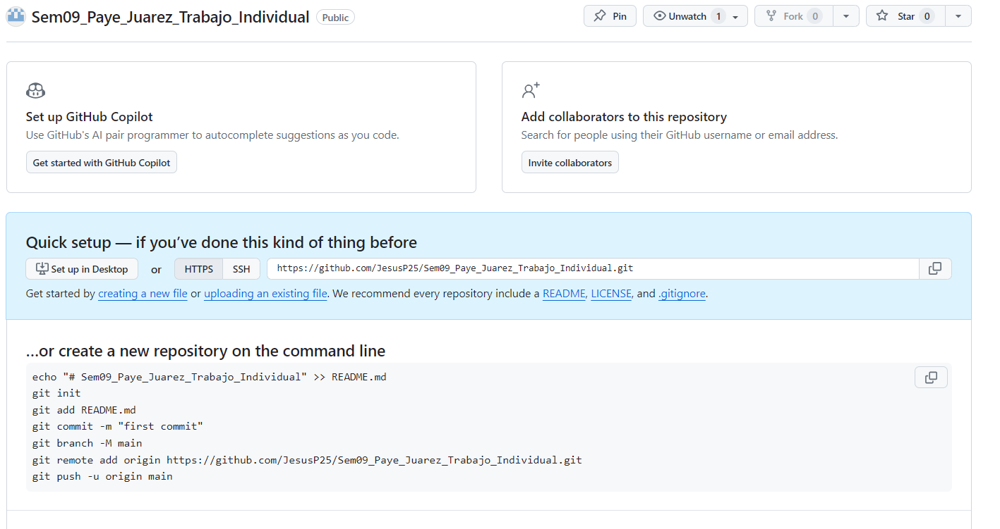 Sem09_Paye_Juarez_Trabajo_Individual Public Pin Unwatch 1 Fork 0 Star 0
Set up GitHub Copilot
Use GitHub's AI pair programmer to autocomplete suggestions as you code.
Get started with GitHub Copilot
Add collaborators to this repository
Search for people using their GitHub username or email address.
Invite collaborators
Quick setup — if you’ve done this kind of thing before
Set up in Desktop or HTTPS SSH https://github.com/JesusP25/Sem09_Paye_Juarez_Trabajo_Individual.git
Get started by creating a new file or uploading an existing file. We recommend every repository include a README, LICENSE, and .gitignore.
…or create a new repository on the command line
echo "# Sem09_Paye_Juarez_Trabajo_Individual" >> README.md
git init
git add README.md
git commit -m "first commit"
git branch -M main
git remote add origin https://github.com/JesusP25/Sem09_Paye_Juarez_Trabajo_Individual.git
git push -u origin main